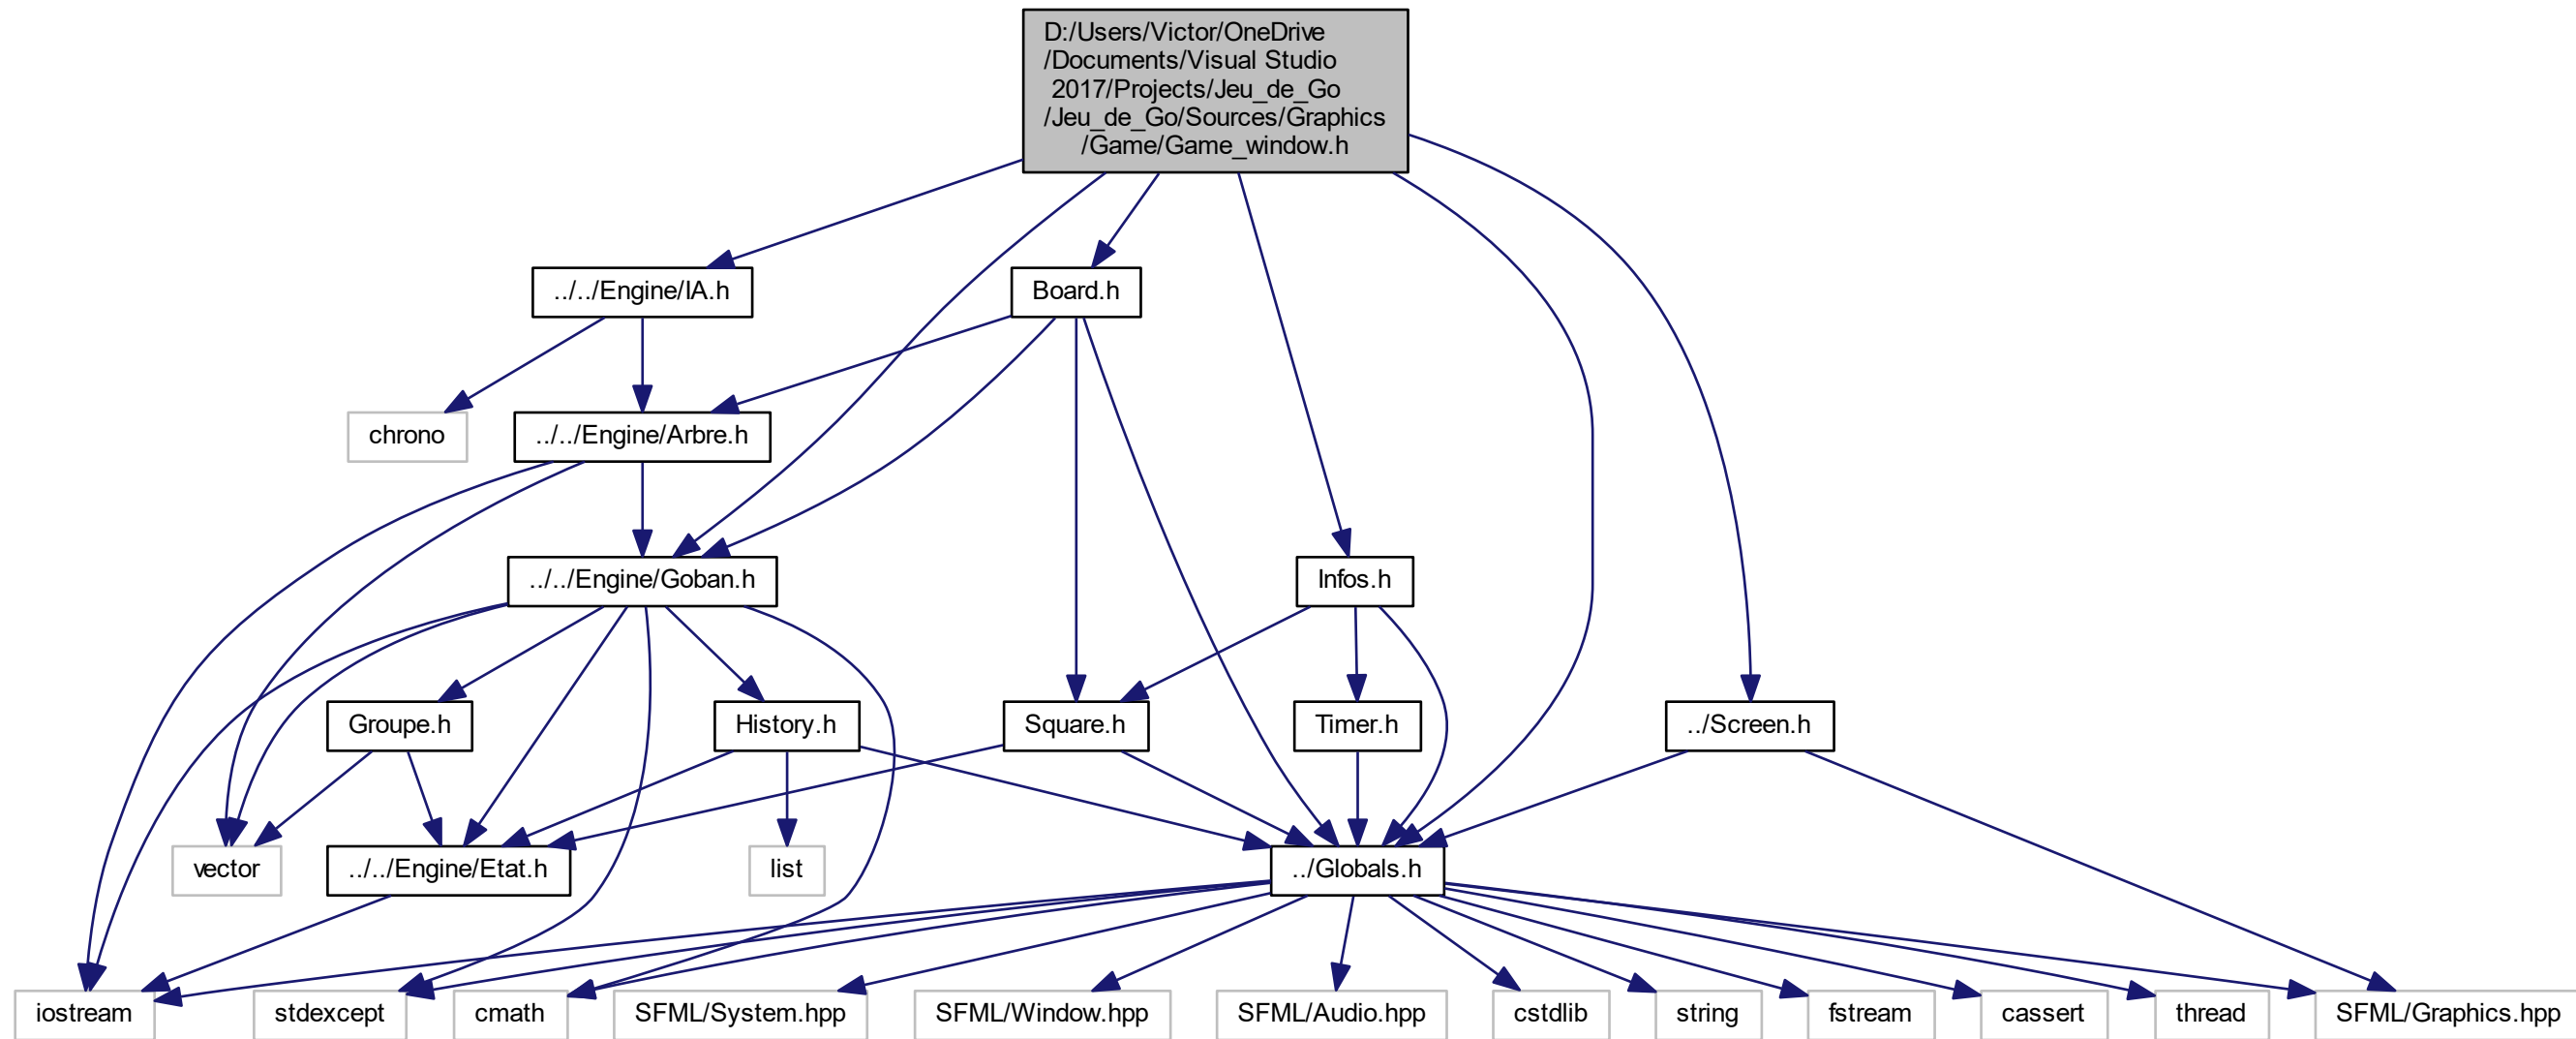 D:/Users/Victor/OneDrive
/Documents/Visual Studio
2017/Projects/Jeu_de_Go
/Jeu_de_Go/Sources/Graphics
/Game/Game_window.h
../../Engine/IA.h
Board.h
chrono
../../Engine/Arbre.h
../../Engine/Goban.h
Infos.h
Groupe.h
History.h
Square.h
Timer.h
../Screen.h
vector
../../Engine/Etat.h
list
../Globals.h
iostream
stdexcept
cmath
SFML/System.hpp
SFML/Window.hpp
SFML/Audio.hpp
cstdlib
string
fstream
cassert
thread
SFML/Graphics.hpp